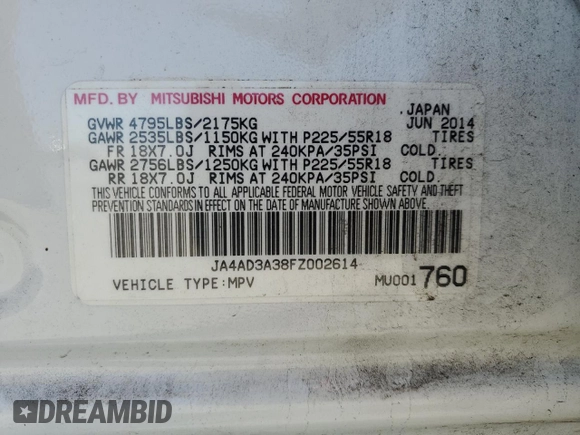 MFD. BY MITSUBISHI MOTORS CORPORATION
JAPAN
GVWR 4795LBS/2175KG JUN 2014
GAWR 2535LBS/1150KG WITH P225/55R18 TIRES
FR 18X7.0J RIMS AT 240KPA/35PSI COLD.
GAWR 2756LBS/1250KG WITH P225/55R18 TIRES
RR 18X7.0J RIMS AT 240KPA/35PSI COLD.
THIS VEHICLE CONFORMS TO ALL APPLICABLE FEDERAL MOTOR VEHICLE SAFETY AND THEFT
PREVENTION STANDARDS IN EFFECT ON THE DATE OF MANUFACTURE SHOWN ABOVE.
JA4AD3A38FZ002614
VEHICLE TYPE:MPV MU001760
DREAMBID